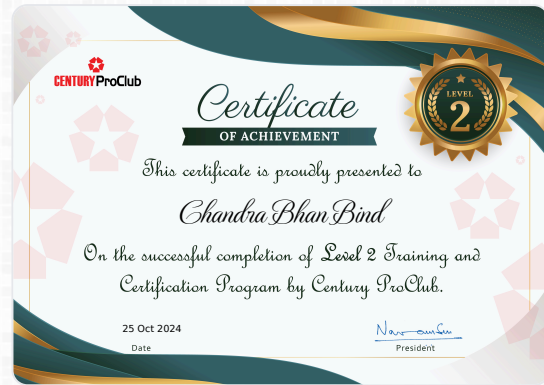 CENTURY ProClub
LEVEL
2
Certificate
OF ACHIEVEMENT
This certificate is proudly presented to
Chandra Bhan Bind
On the successful completion of Level 2 Training and
Certification Program by Century ProClub.
25 Oct 2024
Date
President